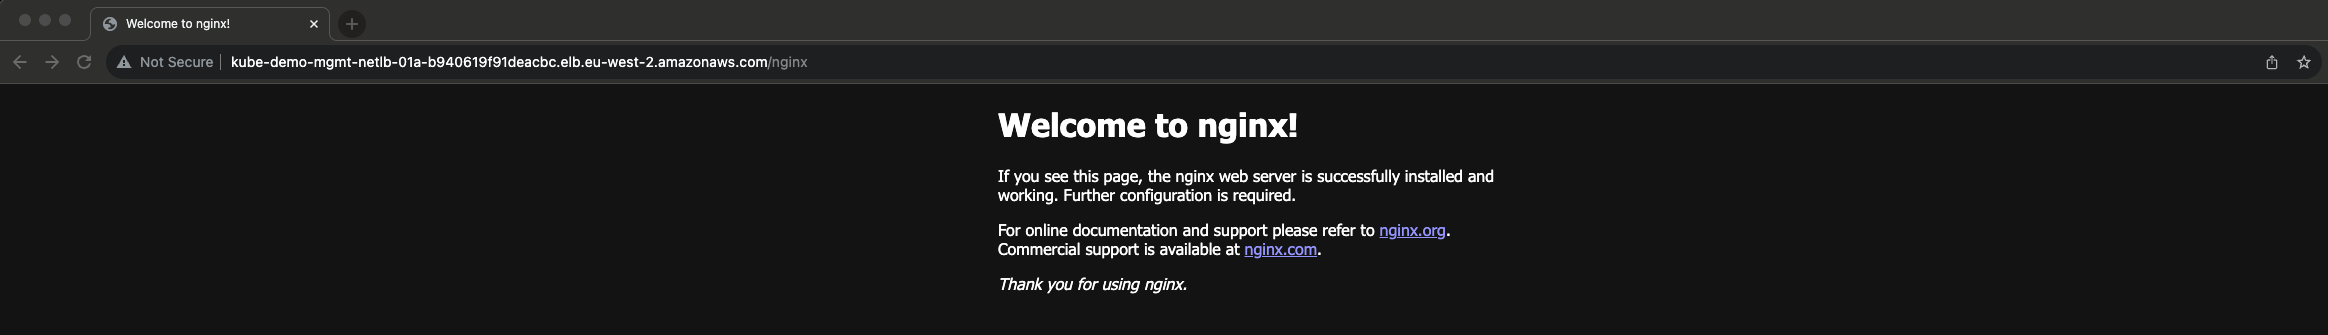 Welcome to nginx!
Not Secure | kube-demo-mgmt-netlb-01a-b940619f91deacbc.elb.eu-west-2.amazonaws.com/nginx
Welcome to nginx!
If you see this page, the nginx web server is successfully installed and
working. Further configuration is required.
For online documentation and support please refer to nginx.org.
Commercial support is available at nginx.com.
Thank you for using nginx.